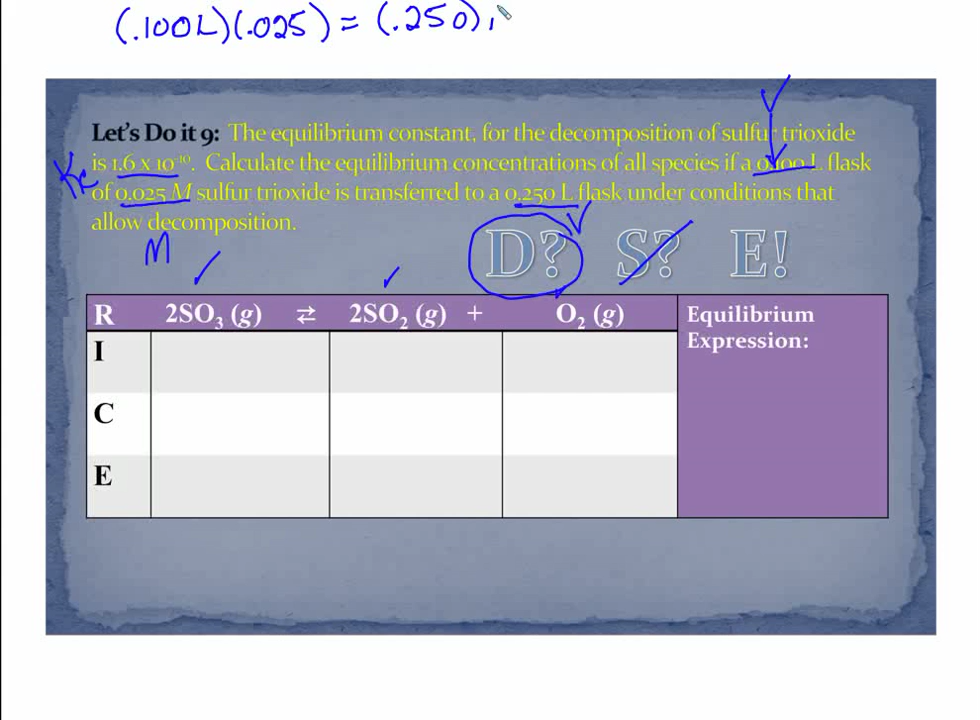 (.100L)(.025) = (.250)
Let's Do it 9: The equilibrium constant, for the decomposition of sulfur trioxide
Kc is 1.6 x 10⁻¹⁰. Calculate the equilibrium concentrations of all species if a 0.100 L flask
of 0.025 M sulfur trioxide is transferred to a 0.250 L flask under conditions that
allow decomposition.
V
V
M
D? S? E!
R 2SO₃ (g) ⇄ 2SO₂ (g) + O₂ (g) Equilibrium
Expression:
I
C
E